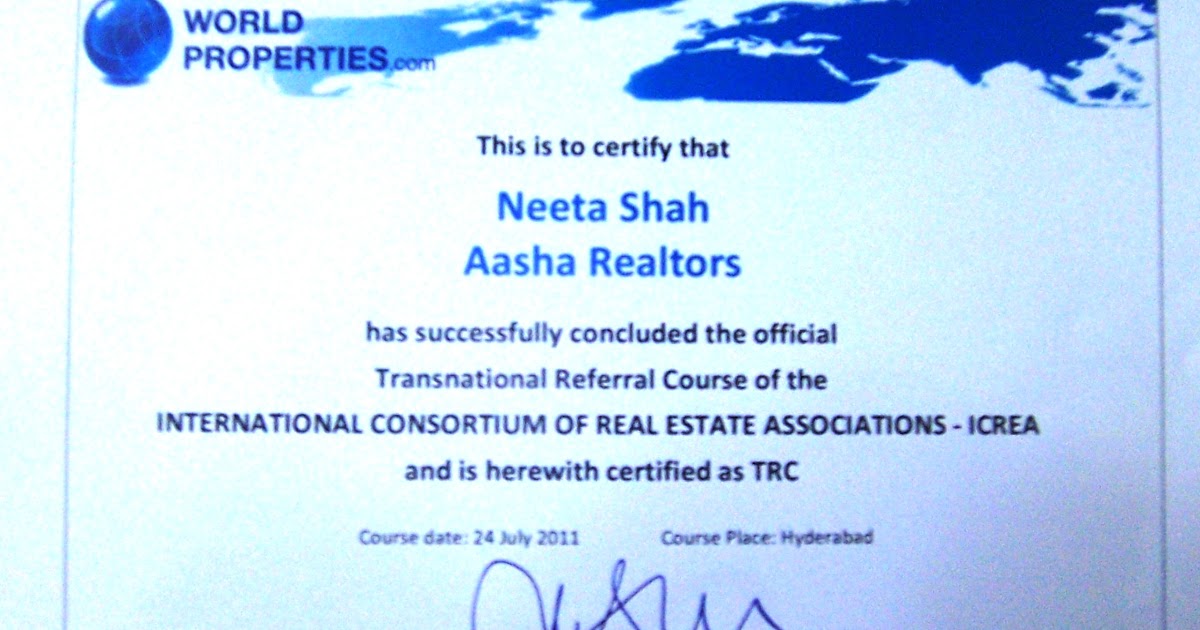 WORLD
PROPERTIES.com
This is to certify that
Neeta Shah
Aasha Realtors
has successfully concluded the official
Transnational Referral Course of the
INTERNATIONAL CONSORTIUM OF REAL ESTATE ASSOCIATIONS - ICREA
and is herewith certified as TRC
Course date: 24 July 2011 Course Place: Hyderabad